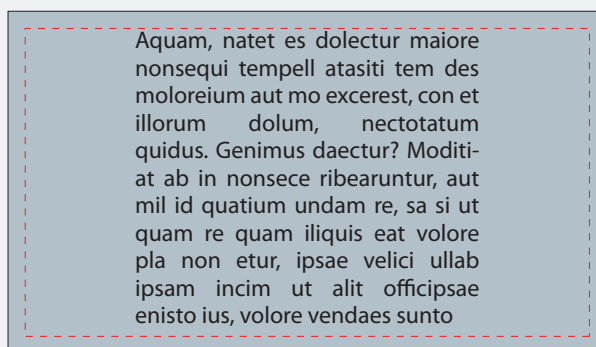 Aquam, natet es dolectur maiore
nonsequi tempell atasiti tem des
moloreium aut mo excerest, con et
illorum dolum, nectotatum
quidus. Genimus daectur? Moditi-
at ab in nonsece ribearuntur, aut
mil id quatium undam re, sa si ut
quam re quam iliquis eat volore
pla non etur, ipsae velici ullab
ipsam incim ut alit officipsae
enisto ius, volore vendaes sunto